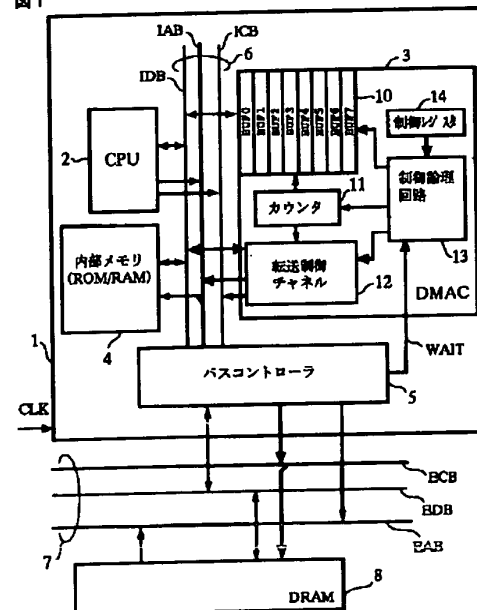 図1
IAB
ICB
6
IDB
3
BUF0
BUF1
BUF2
BUF3
BUF4
BUF5
BUF6
BUF7
10
14
制御レジスタ
2
CPU
11
カウンタ
制御論理
回路
内部メモリ
(ROM/RAM)
転送制御
チャネル
13
12
DMAC
4
1
WAIT
バスコントローラ
5
CLK
ECB
EDB
EAB
7
8
DRAM